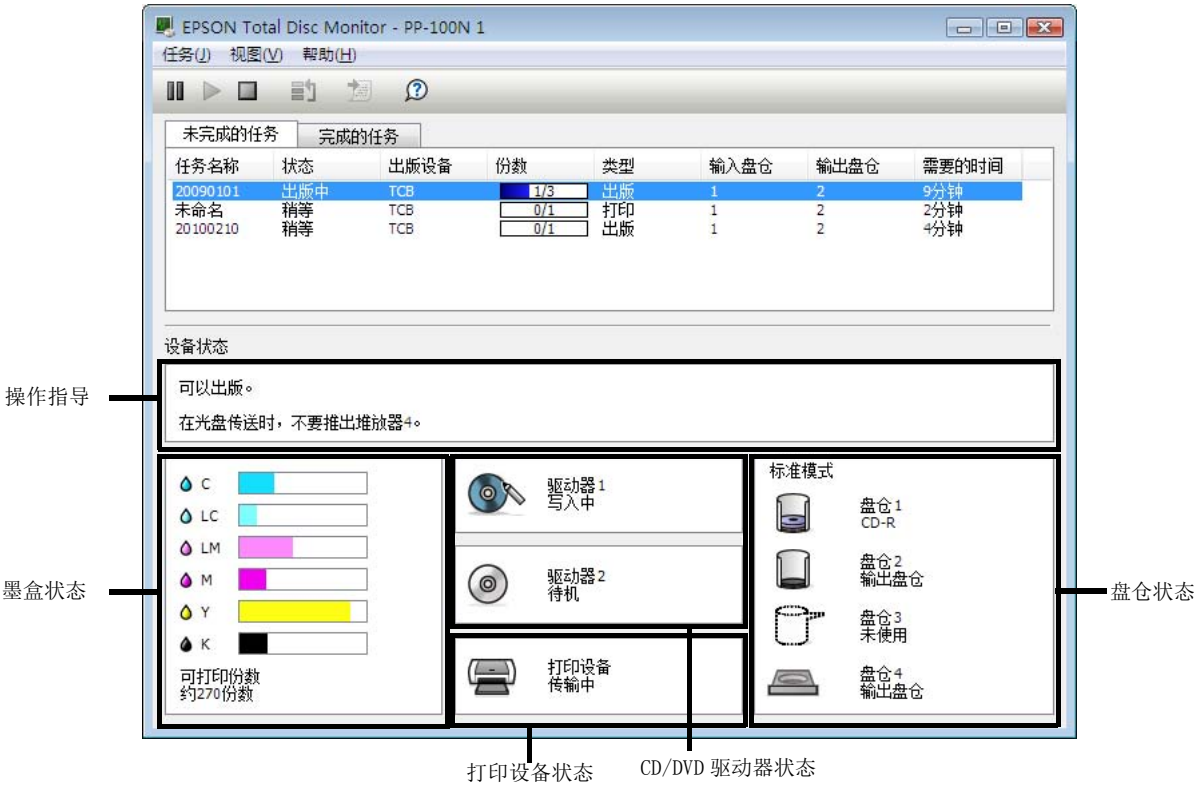 EPSON Total Disc Monitor - PP-100N 1
任务(J) 视图(V) 帮助(H)
未完成的任务 完成的任务
任务名称 状态 出版设备 份数 类型 输入盘仓 输出盘仓 需要的时间
20090101 出版中 TCB 1/3 出版 1 2 9分钟
未命名 稍等 TCB 0/1 打印 1 2 2分钟
20100210 稍等 TCB 0/1 出版 1 2 4分钟
设备状态
操作指导
可以出版。
在光盘传送时，不要推出堆放器4。
墨盒状态
C
LC
LM
M
Y
K
可打印份数
约270份数
驱动器1
写入中
驱动器2
待机
打印设备
传输中
标准模式
盘仓1
CD-R
盘仓2
输出盘仓
盘仓3
未使用
盘仓4
输出盘仓
盘仓状态
打印设备状态
CD/DVD 驱动器状态